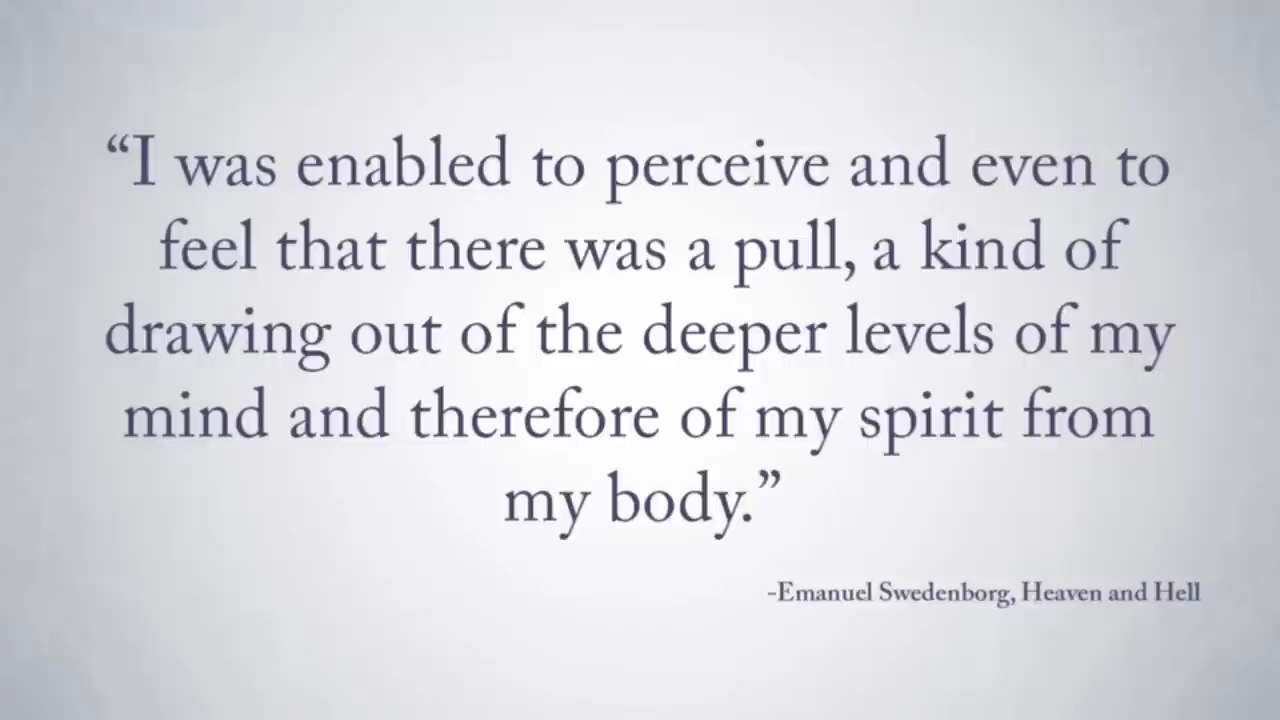 “I was enabled to perceive and even to
feel that there was a pull, a kind of
drawing out of the deeper levels of my
mind and therefore of my spirit from
my body.”
-Emanuel Swedenborg, Heaven and Hell